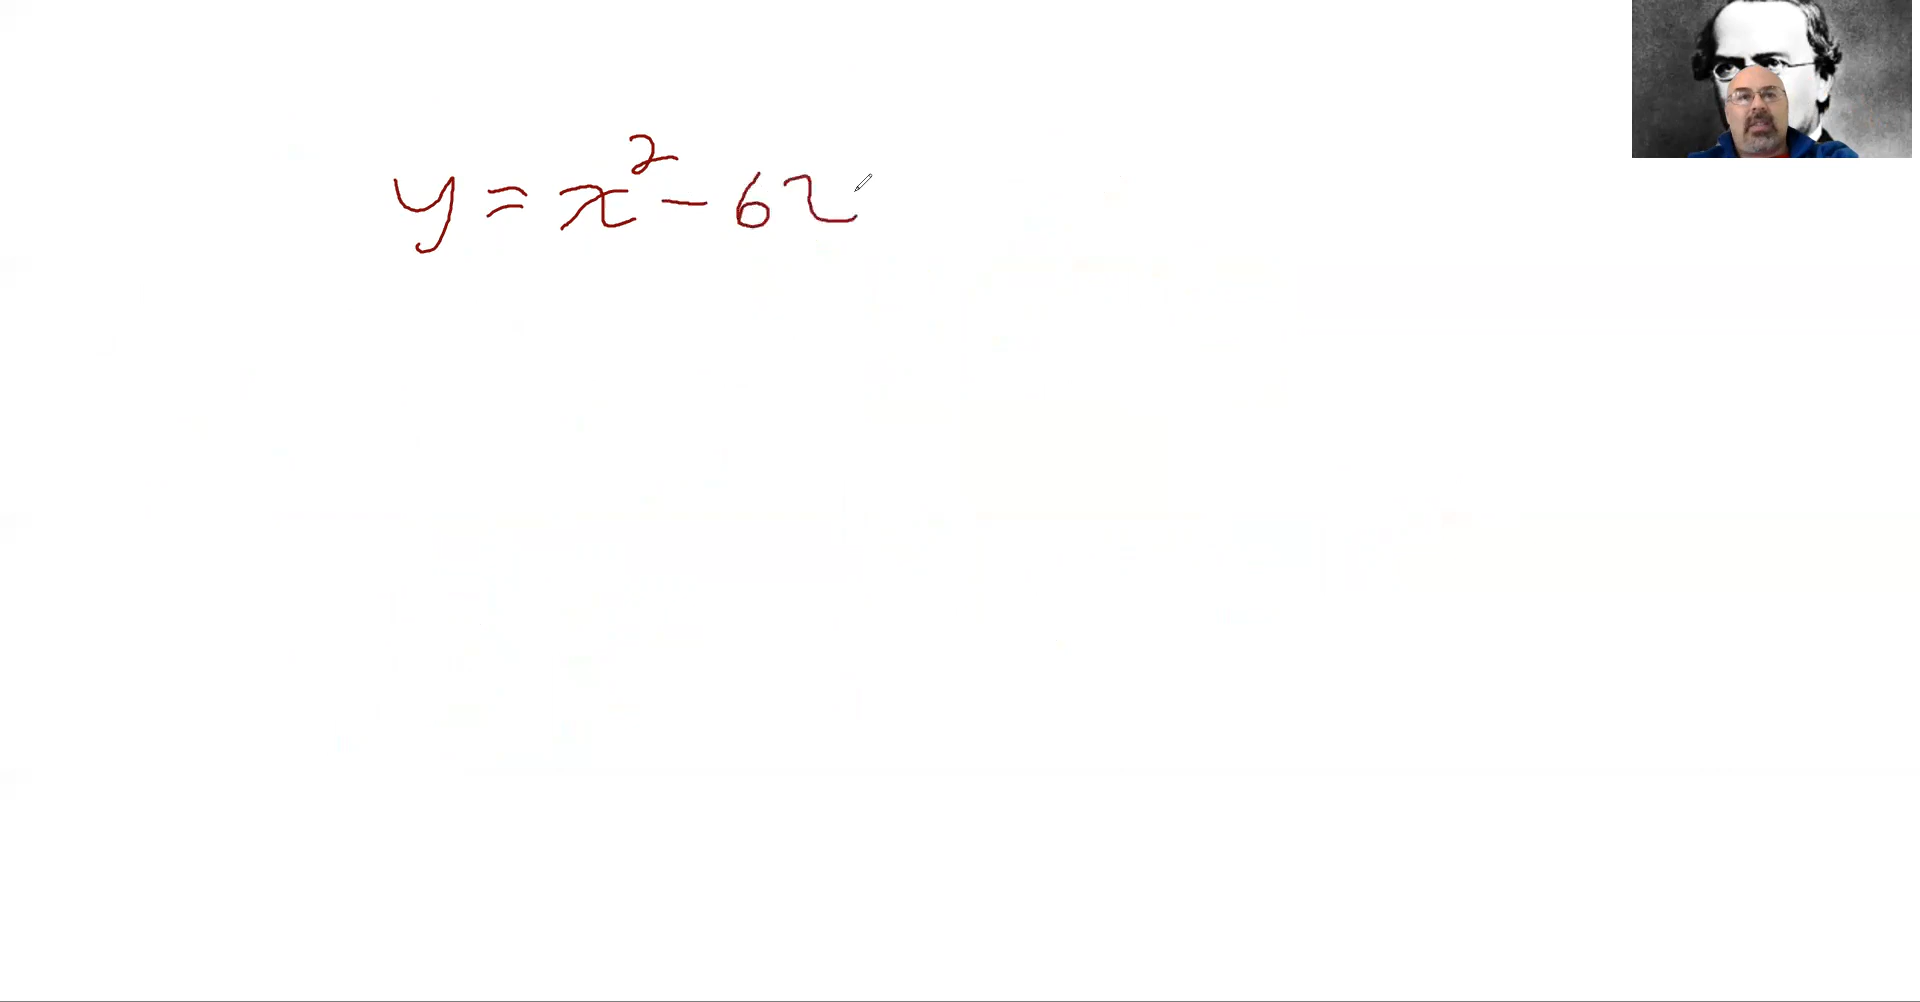 y = x² - 6x